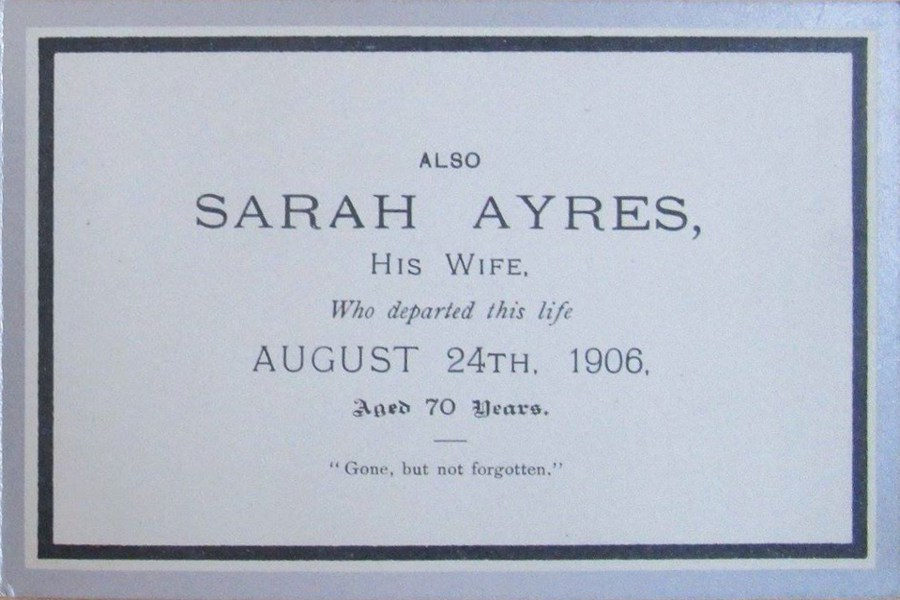 ALSO
SARAH AYRES,
HIS WIFE,
Who departed this life
AUGUST 24TH, 1906,
Aged 70 Years.
"Gone, but not forgotten."